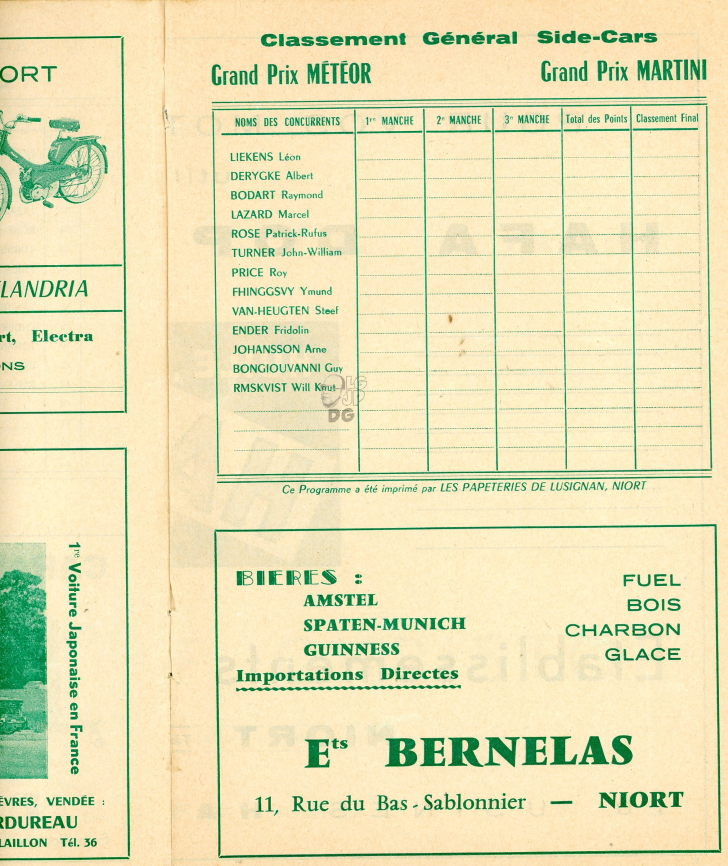 ORT
LANDRIA
rt, Electra
ONS
1re Voiture Japonaise en France
ÈVRES, VENDÉE :
RDUREAU
LAILLON Tél. 36
Classement Général Side-Cars
Grand Prix MÉTÉOR Grand Prix MARTINI
NOMS DES CONCURRENTS 1re MANCHE 2e MANCHE 3e MANCHE Total des Points Classement Final
LIEKENS Léon
DERYGKE Albert
BODART Raymond
LAZARD Marcel
ROSE Patrick-Rufus
TURNER John-William
PRICE Roy
FHINGGSVY Ymund
VAN-HEUGTEN Steef
ENDER Fridolin
JOHANSSON Arne
BONGIOUVANNI Guy
RMSKVIST Will Knut
DG
Ce Programme a été imprimé par LES PAPETERIES DE LUSIGNAN, NIORT
BIERES :
AMSTEL
SPATEN-MUNICH
GUINNESS
Importations Directes
FUEL
BOIS
CHARBON
GLACE
Ets BERNELAS
11, Rue du Bas-Sablonnier — NIORT